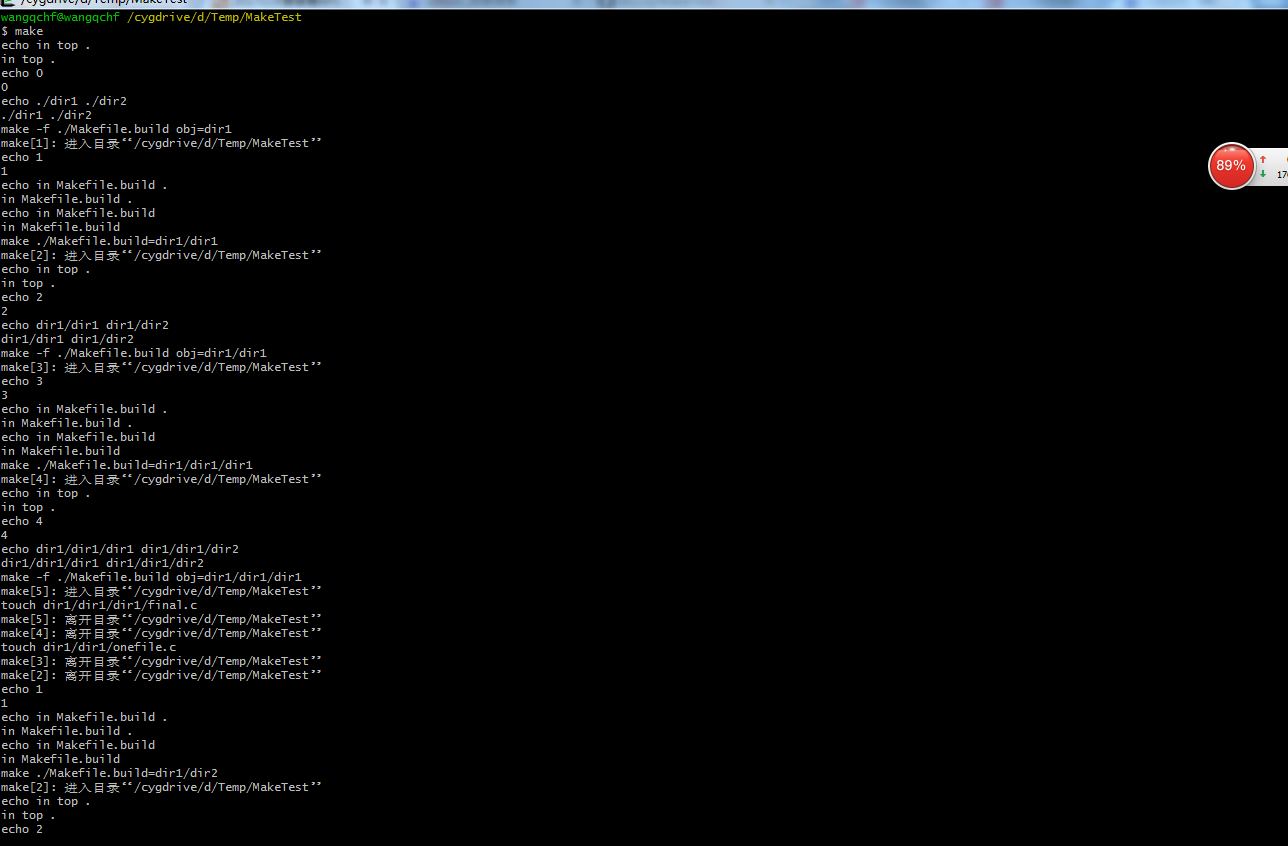 /cygdrive/d/Temp/MakeTest
wangqchf@wangqchf /cygdrive/d/Temp/MakeTest
$ make
echo in top .
in top .
echo 0
0
echo ./dir1 ./dir2
./dir1 ./dir2
make -f ./Makefile.build obj=dir1
make[1]: 进入目录‘‘/cygdrive/d/Temp/MakeTest’’
echo 1
1
echo in Makefile.build .
in Makefile.build .
echo in Makefile.build
in Makefile.build
make ./Makefile.build=dir1/dir1
make[2]: 进入目录‘‘/cygdrive/d/Temp/MakeTest’’
echo in top .
in top .
echo 2
2
echo dir1/dir1 dir1/dir2
dir1/dir1 dir1/dir2
make -f ./Makefile.build obj=dir1/dir1
make[3]: 进入目录‘‘/cygdrive/d/Temp/MakeTest’’
echo 3
3
echo in Makefile.build .
in Makefile.build .
echo in Makefile.build
in Makefile.build
make ./Makefile.build=dir1/dir1/dir1
make[4]: 进入目录‘‘/cygdrive/d/Temp/MakeTest’’
echo in top .
in top .
echo 4
4
echo dir1/dir1/dir1 dir1/dir1/dir2
dir1/dir1/dir1 dir1/dir1/dir2
make -f ./Makefile.build obj=dir1/dir1/dir1
make[5]: 进入目录‘‘/cygdrive/d/Temp/MakeTest’’
touch dir1/dir1/dir1/final.c
make[5]: 离开目录‘‘/cygdrive/d/Temp/MakeTest’’
make[4]: 离开目录‘‘/cygdrive/d/Temp/MakeTest’’
touch dir1/dir1/onefile.c
make[3]: 离开目录‘‘/cygdrive/d/Temp/MakeTest’’
make[2]: 离开目录‘‘/cygdrive/d/Temp/MakeTest’’
echo 1
1
echo in Makefile.build .
in Makefile.build .
echo in Makefile.build
in Makefile.build
make ./Makefile.build=dir1/dir2
make[2]: 进入目录‘‘/cygdrive/d/Temp/MakeTest’’
echo in top .
in top .
echo 2
89%